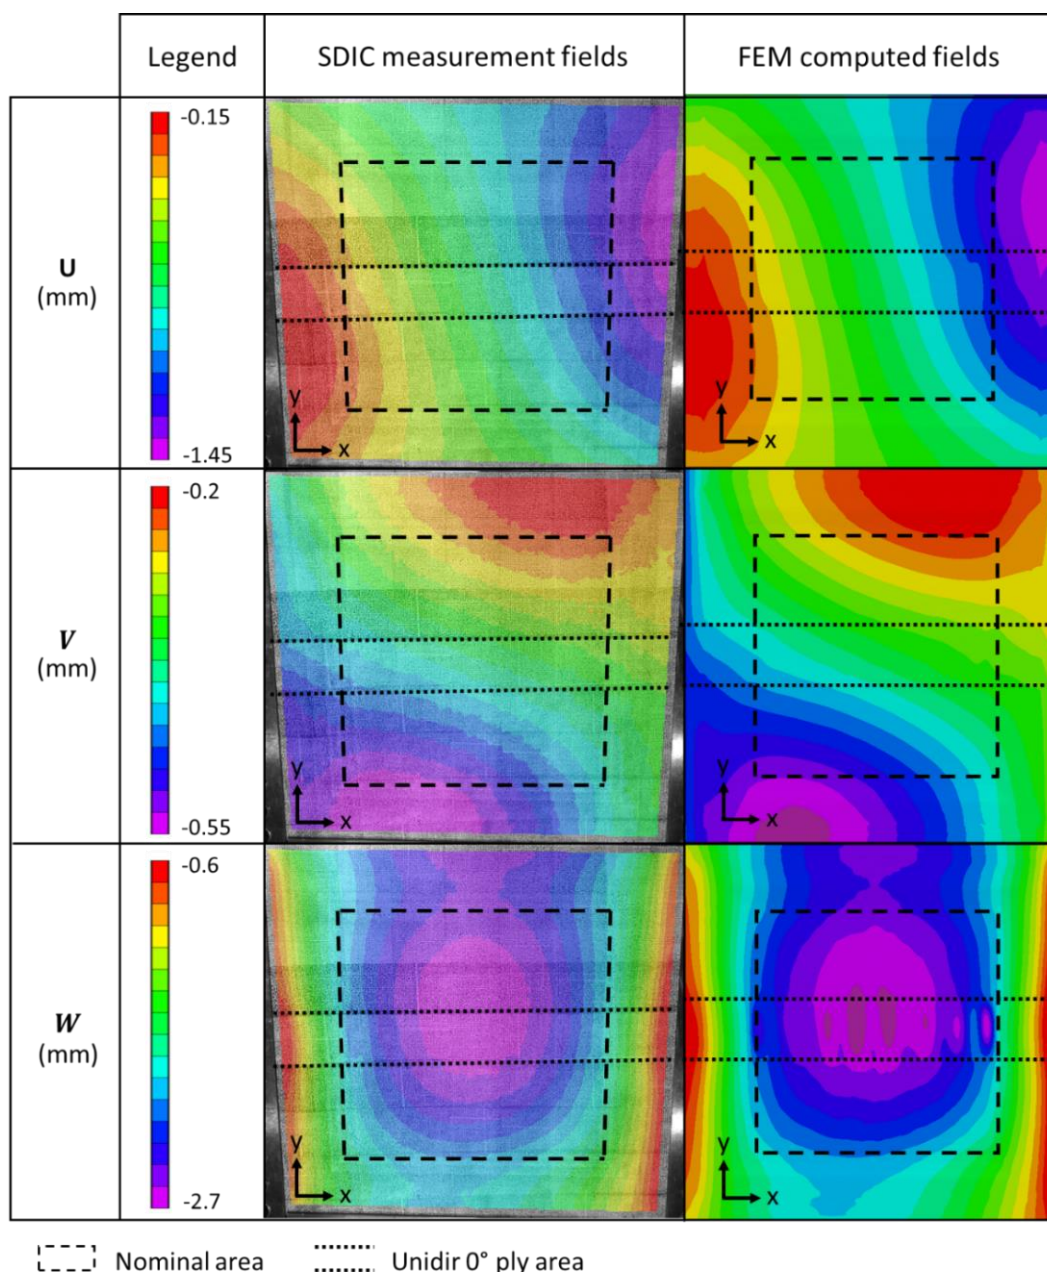 Legend SDIC measurement fields FEM computed fields
U
(mm)
-0.15
-1.45
y
x
y
x
V
(mm)
-0.2
-0.55
y
x
y
x
W
(mm)
-0.6
-2.7
y
x
y
x
Nominal area Unidir 0° ply area